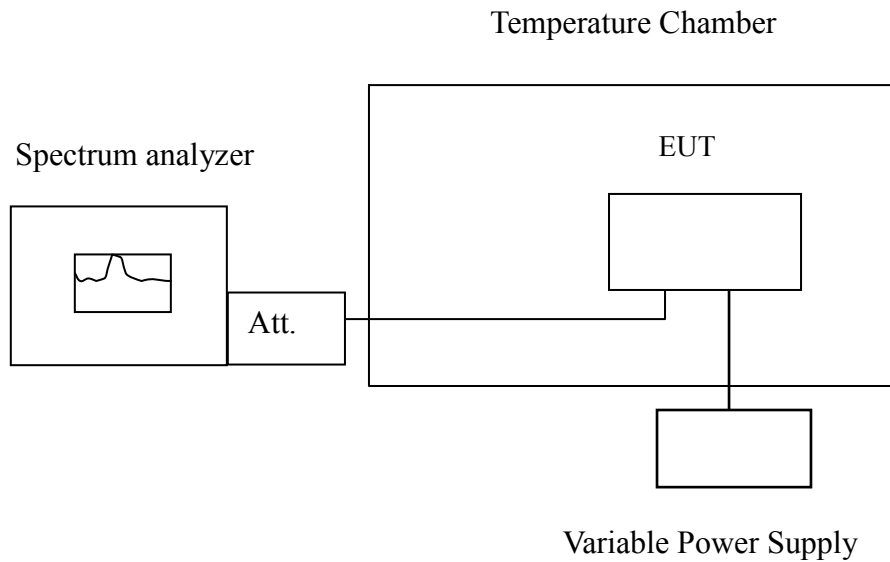 Temperature Chamber
Spectrum analyzer
EUT
Att.
Variable Power Supply